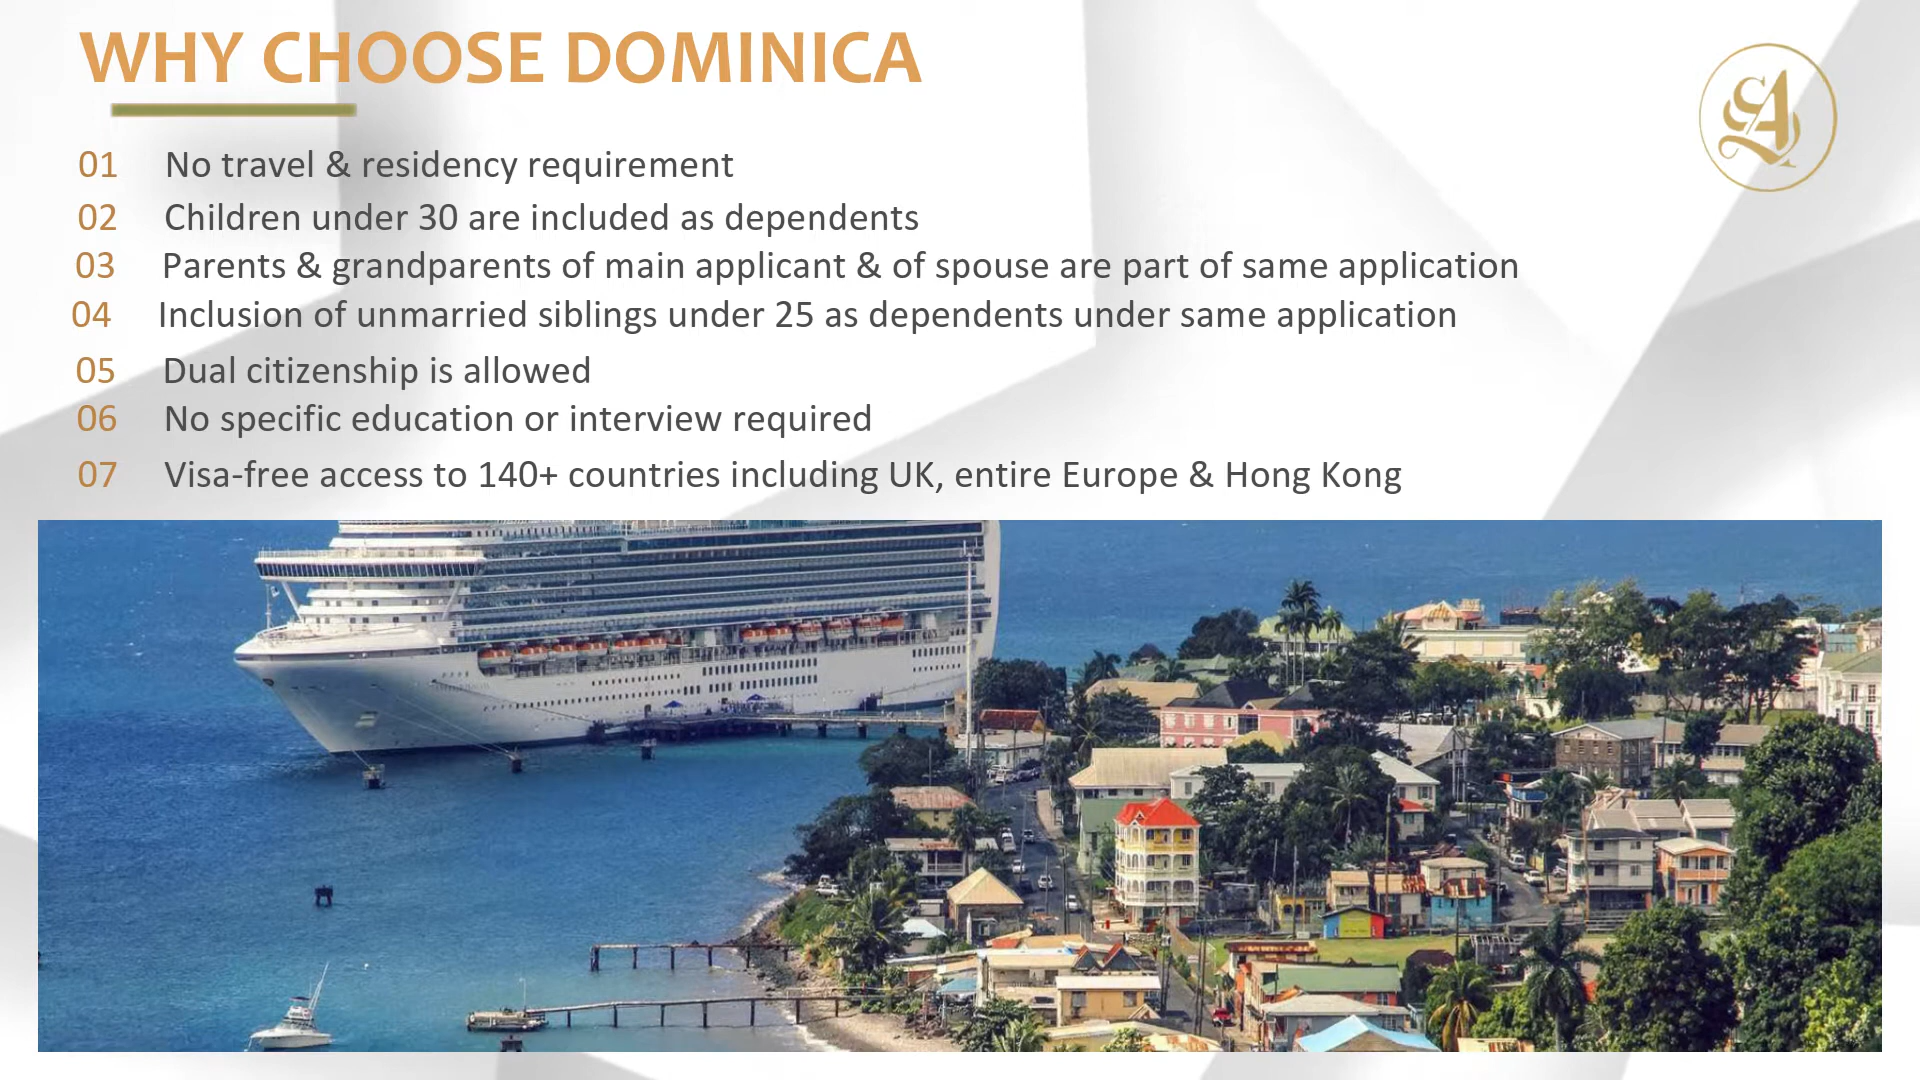 WHY CHOOSE DOMINICA
01 No travel & residency requirement
02 Children under 30 are included as dependents
03 Parents & grandparents of main applicant & of spouse are part of same application
04 Inclusion of unmarried siblings under 25 as dependents under same application
05 Dual citizenship is allowed
06 No specific education or interview required
07 Visa-free access to 140+ countries including UK, entire Europe & Hong Kong